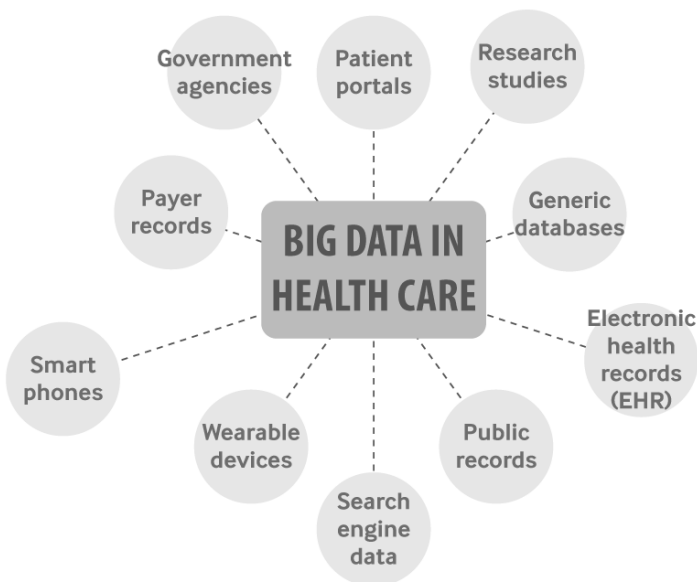 Government
agencies
Patient
portals
Research
studies
Payer
records
BIG DATA IN
HEALTH CARE
Generic
databases
Smart
phones
Electronic
health
records
(EHR)
Wearable
devices
Public
records
Search
engine
data